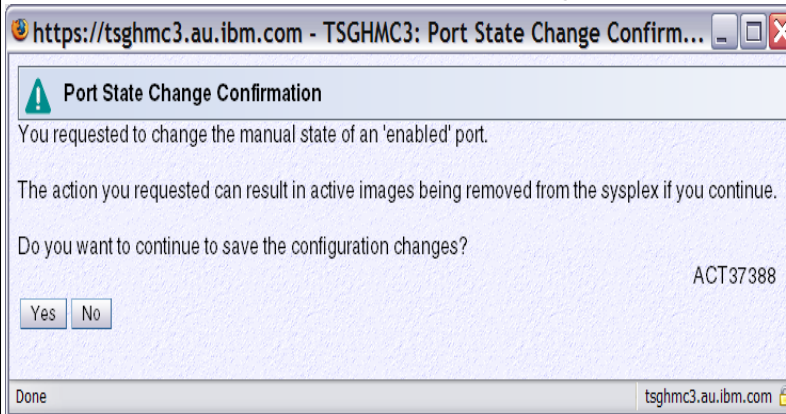 https://tsghmc3.au.ibm.com - TSGHMC3: Port State Change Confirm...
Port State Change Confirmation
You requested to change the manual state of an 'enabled' port.
The action you requested can result in active images being removed from the sysplex if you continue.
Do you want to continue to save the configuration changes?
ACT37388
Yes No
Done tsghmc3.au.ibm.com